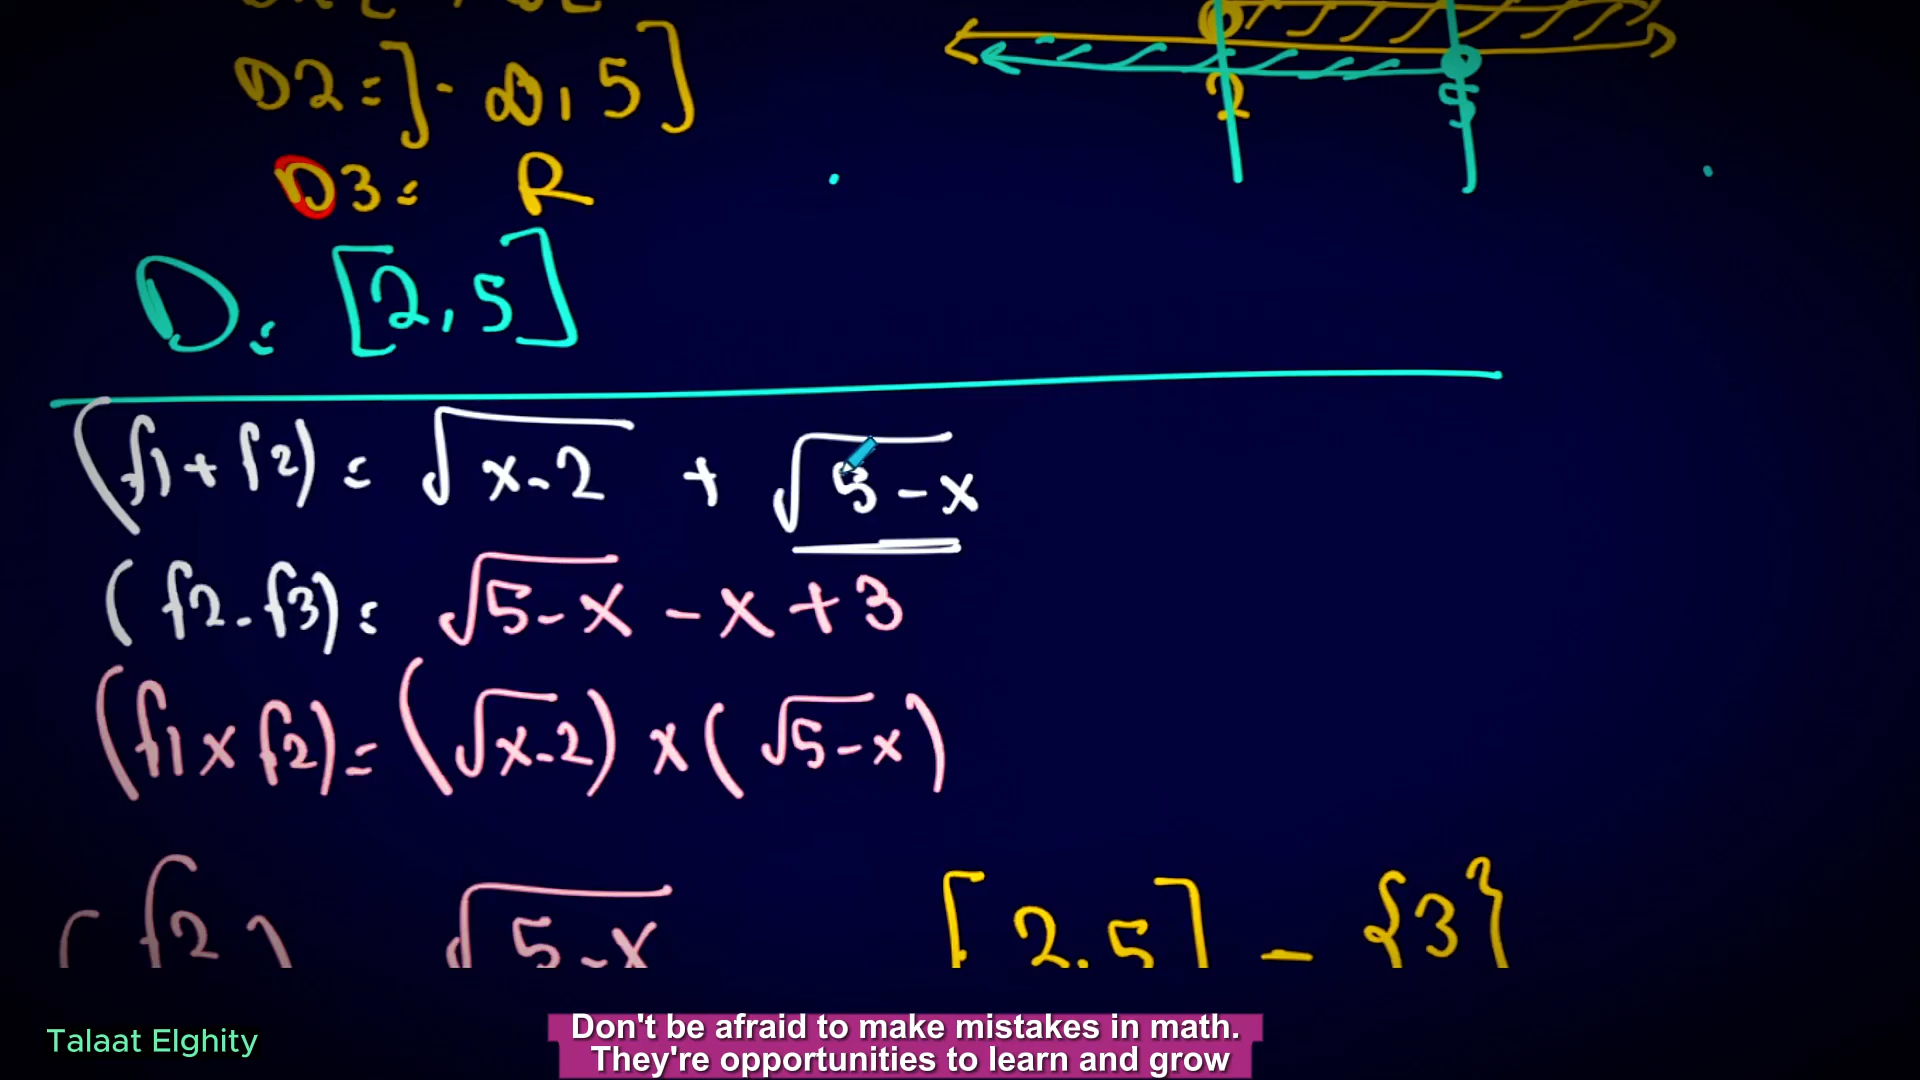 D2 = ]-∞, 5]
2
5
D3 = R
D = [2, 5]
(f1 + f2) = √x-2 + √5-x
(f2 - f3) = √5-x - x + 3
(f1 x f2) = (√x-2) x (√5-x)
(f2) √5-x [2, 5] - {3}
Don't be afraid to make mistakes in math.
They're opportunities to learn and grow
Talaat Elghity